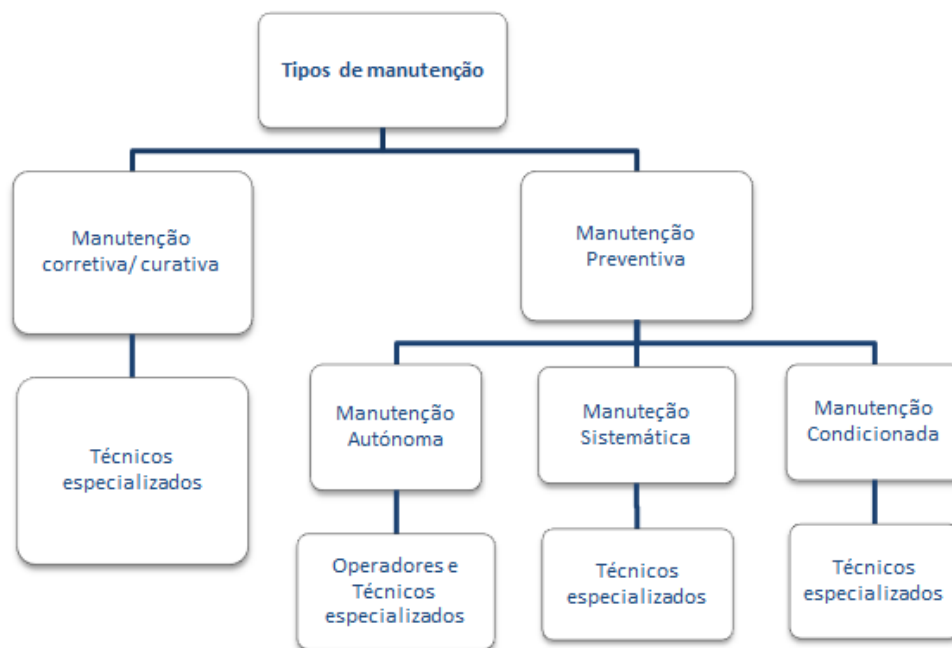 Tipos de manutenção
Manutenção
corretiva/ curativa
Manutenção
Preventiva
Técnicos
especializados
Manutenção
Autónoma
Manuteção
Sistemática
Manutenção
Condicionada
Operadores e
Técnicos
especializados
Técnicos
especializados
Técnicos
especializados